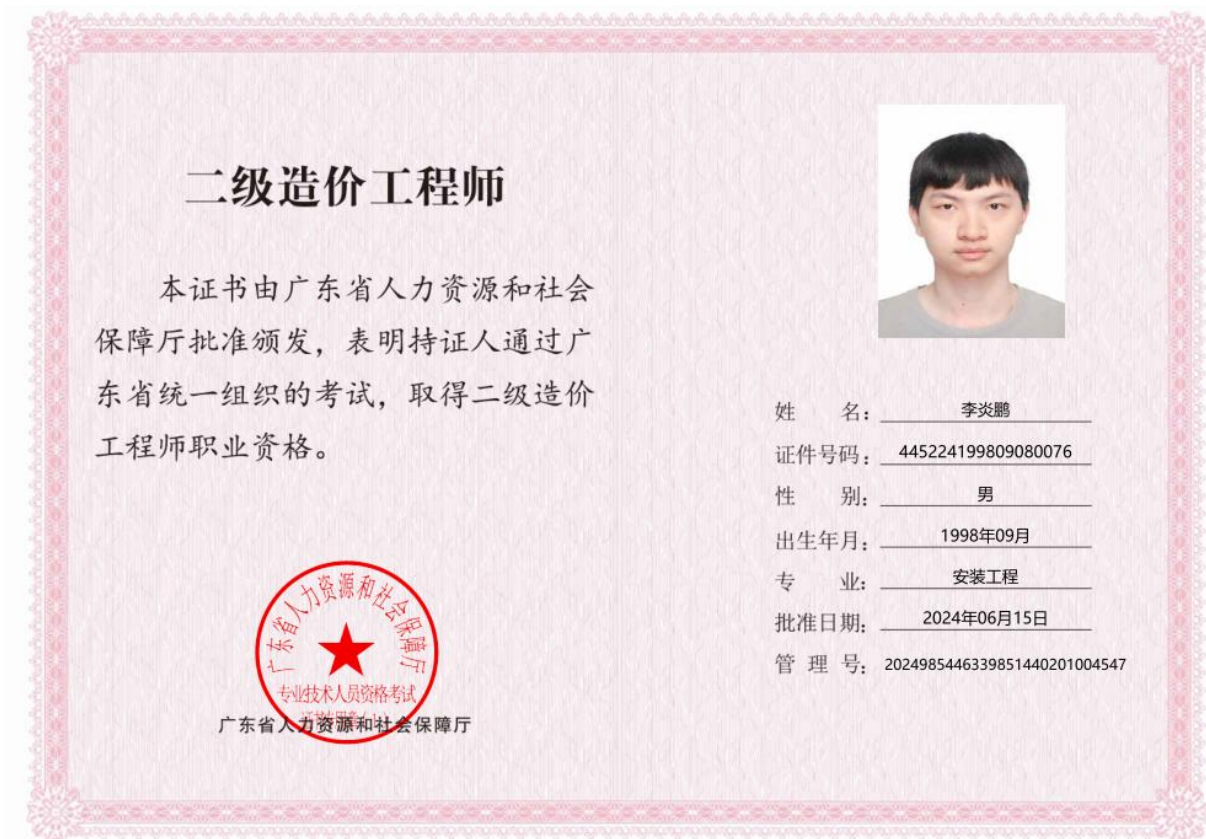 二级造价工程师
本证书由广东省人力资源和社会
保障厅批准颁发，表明持证人通过广
东省统一组织的考试，取得二级造价
工程师职业资格。
广东省人力资源和社会保障厅
专业技术人员资格考试
广东省人力资源和社会保障厅
姓 名：李炎鹏
证件号码：445224199809080076
性 别：男
出生年月：1998年09月
专 业：安装工程
批准日期：2024年06月15日
管 理 号：2024985446339851440201004547